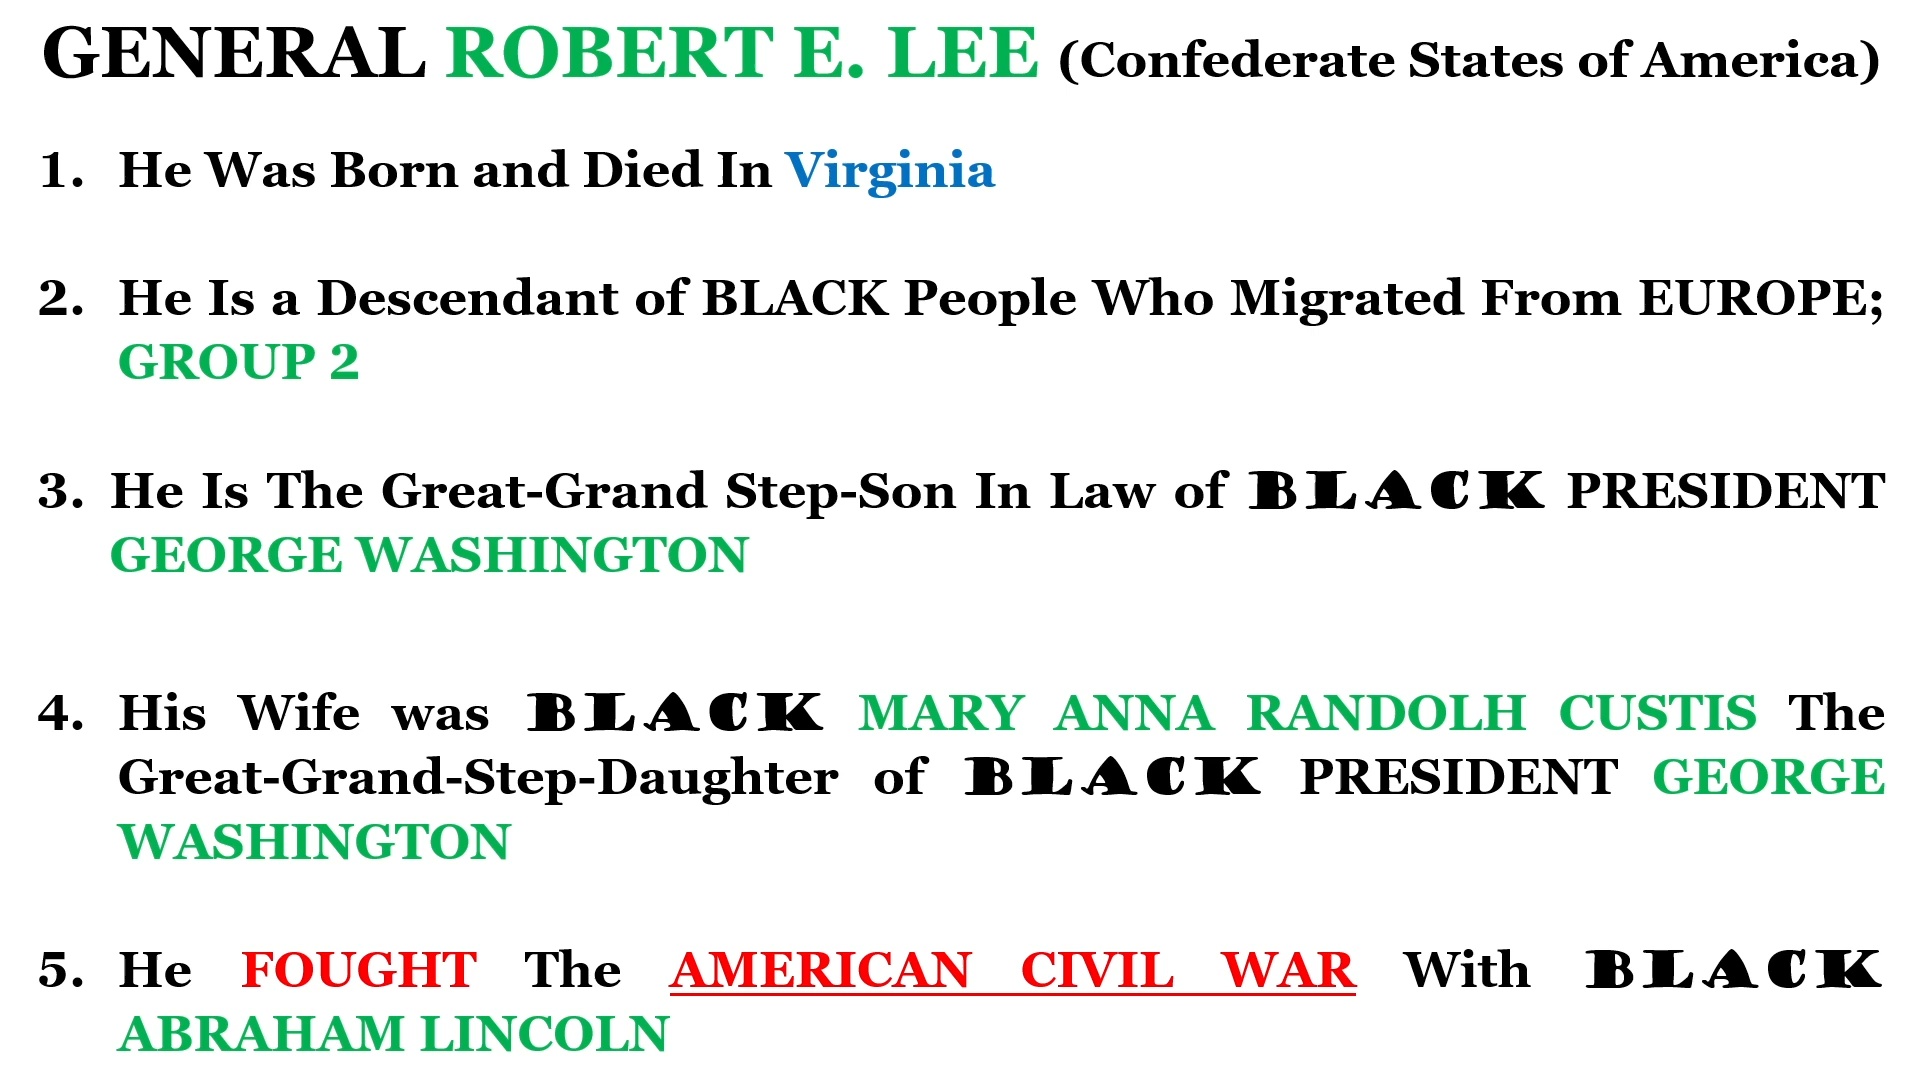 GENERAL ROBERT E. LEE (Confederate States of America)
1. He Was Born and Died In Virginia
2. He Is a Descendant of BLACK People Who Migrated From EUROPE;
GROUP 2
3. He Is The Great-Grand Step-Son In Law of BLACK PRESIDENT
GEORGE WASHINGTON
4. His Wife was BLACK MARY ANNA RANDOLH CUSTIS The
Great-Grand-Step-Daughter of BLACK PRESIDENT GEORGE
WASHINGTON
5. He FOUGHT The AMERICAN CIVIL WAR With BLACK
ABRAHAM LINCOLN